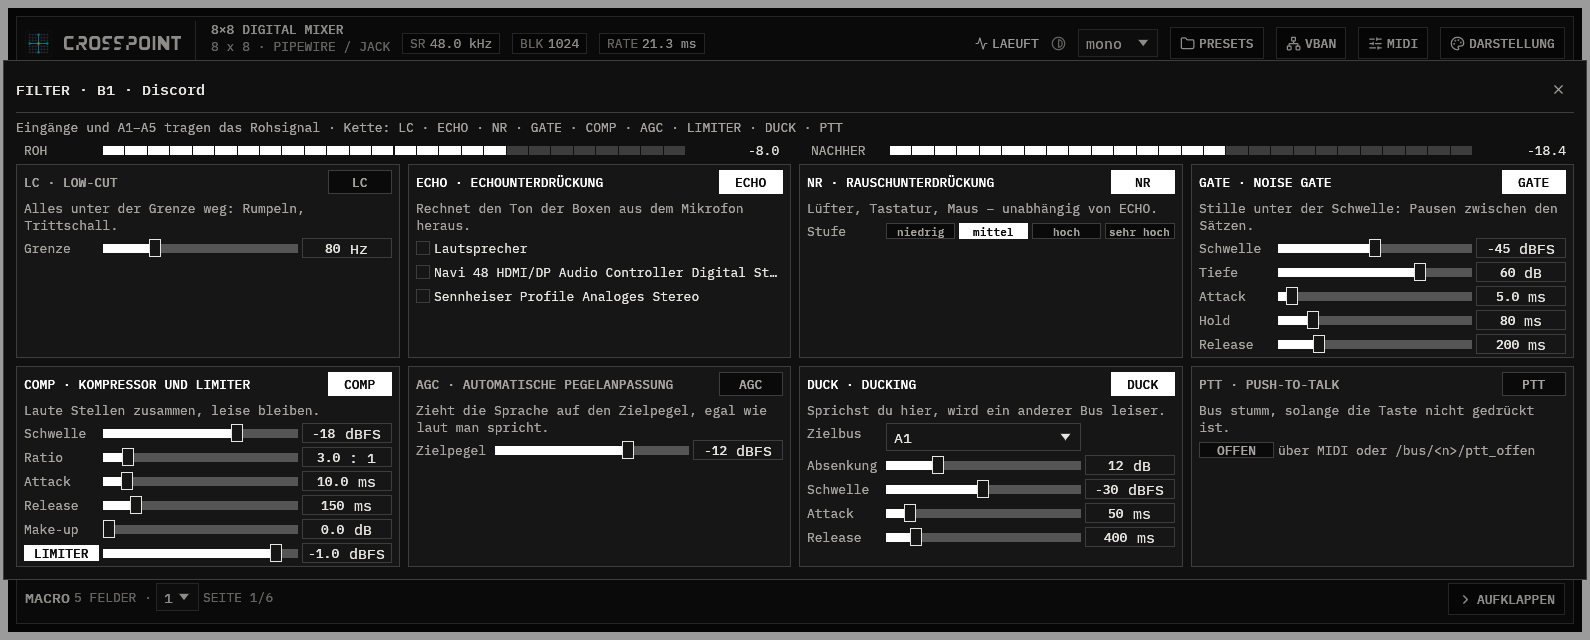 CROSSPOINT
8×8 DIGITAL MIXER
8 x 8 · PIPEWIRE / JACK
SR 48.0 kHz
BLK 1024
RATE 21.3 ms
LAEUFT
mono
PRESETS
VBAN
MIDI
DARSTELLUNG
FILTER · B1 · Discord
×
Eingänge und A1–A5 tragen das Rohsignal · Kette: LC · ECHO · NR · GATE · COMP · AGC · LIMITER · DUCK · PTT
ROH -8.0
NACHHER -18.4
LC · LOW-CUT LC
Alles unter der Grenze weg: Rumpeln,
Trittschall.
Grenze 80 Hz
ECHO · ECHOUNTERDRÜCKUNG ECHO
Rechnet den Ton der Boxen aus dem Mikrofon
heraus.
Lautsprecher
Navi 48 HDMI/DP Audio Controller Digital St…
Sennheiser Profile Analoges Stereo
NR · RAUSCHUNTERDRÜCKUNG NR
Lüfter, Tastatur, Maus – unabhängig von ECHO.
Stufe niedrig mittel hoch sehr hoch
GATE · NOISE GATE GATE
Stille unter der Schwelle: Pausen zwischen den
Sätzen.
Schwelle -45 dBFS
Tiefe 60 dB
Attack 5.0 ms
Hold 80 ms
Release 200 ms
COMP · KOMPRESSOR UND LIMITER COMP
Laute Stellen zusammen, leise bleiben.
Schwelle -18 dBFS
Ratio 3.0 : 1
Attack 10.0 ms
Release 150 ms
Make-up 0.0 dB
LIMITER -1.0 dBFS
AGC · AUTOMATISCHE PEGELANPASSUNG AGC
Zieht die Sprache auf den Zielpegel, egal wie
laut man spricht.
Zielpegel -12 dBFS
DUCK · DUCKING DUCK
Sprichst du hier, wird ein anderer Bus leiser.
Zielbus A1
Absenkung 12 dB
Schwelle -30 dBFS
Attack 50 ms
Release 400 ms
PTT · PUSH-TO-TALK PTT
Bus stumm, solange die Taste nicht gedrückt
ist.
OFFEN über MIDI oder /bus/<n>/ptt_offen
MACRO 5 FELDER · 1 SEITE 1/6
AUFKLAPPEN